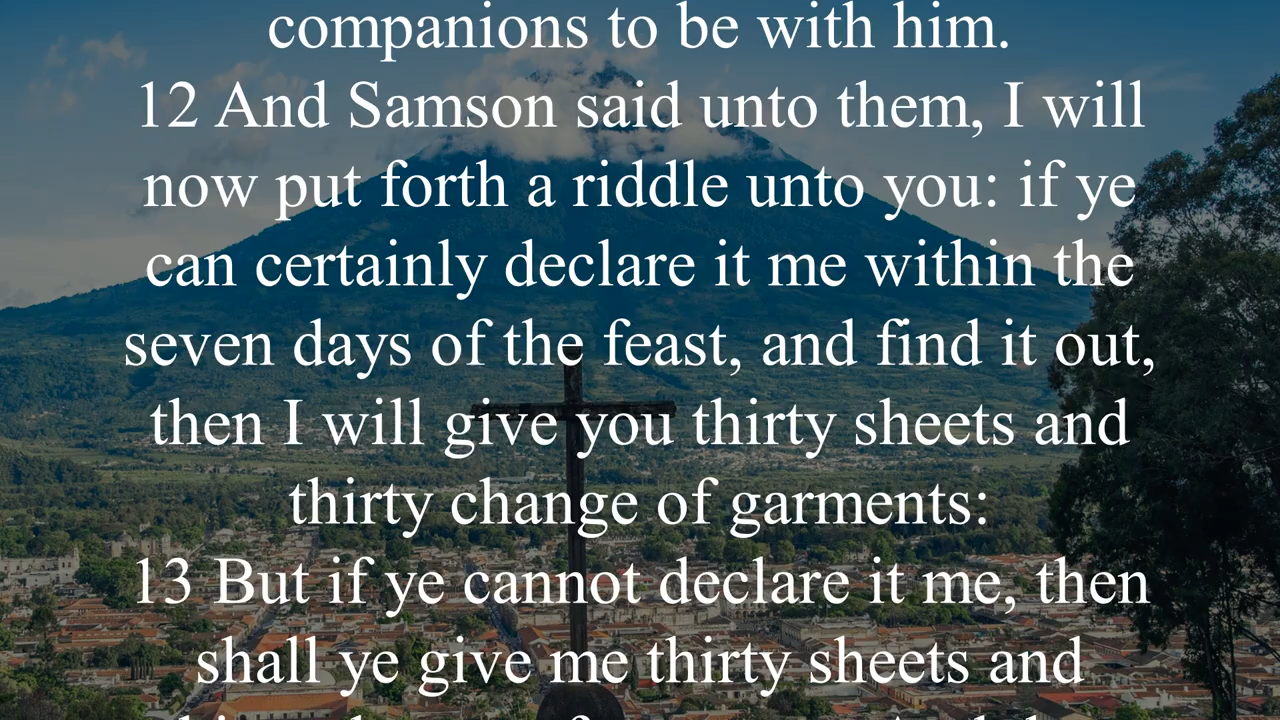 companions to be with him.
12 And Samson said unto them, I will
now put forth a riddle unto you: if ye
can certainly declare it me within the
seven days of the feast, and find it out,
then I will give you thirty sheets and
thirty change of garments:
13 But if ye cannot declare it me, then
shall ye give me thirty sheets and